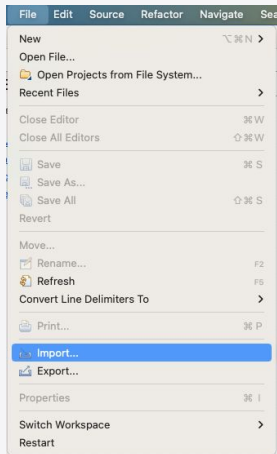 File Edit Source Refactor Navigate Sea
New ⌥⌘N >
Open File...
Open Projects from File System...
Recent Files >
Close Editor ⌘W
Close All Editors ⇧⌘W
Save ⌘S
Save As...
Save All ⇧⌘S
Revert
Move...
Rename... F2
Refresh F5
Convert Line Delimiters To >
Print... ⌘P
Import...
Export...
Properties ⌘I
Switch Workspace >
Restart